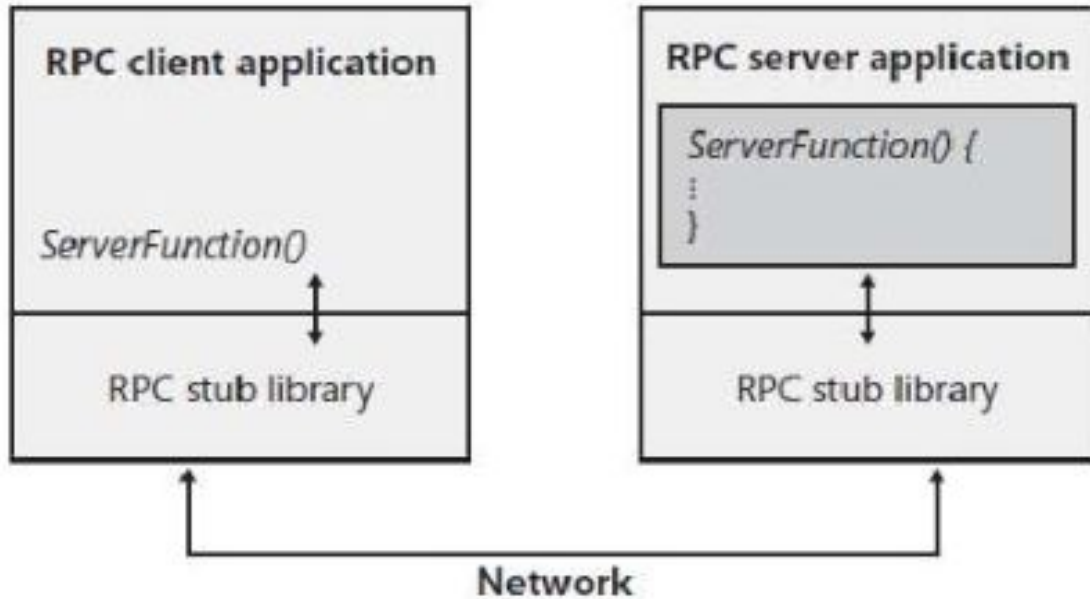 RPC client application
ServerFunction()
RPC stub library
RPC server application
ServerFunction() {
⋮
}
RPC stub library
Network